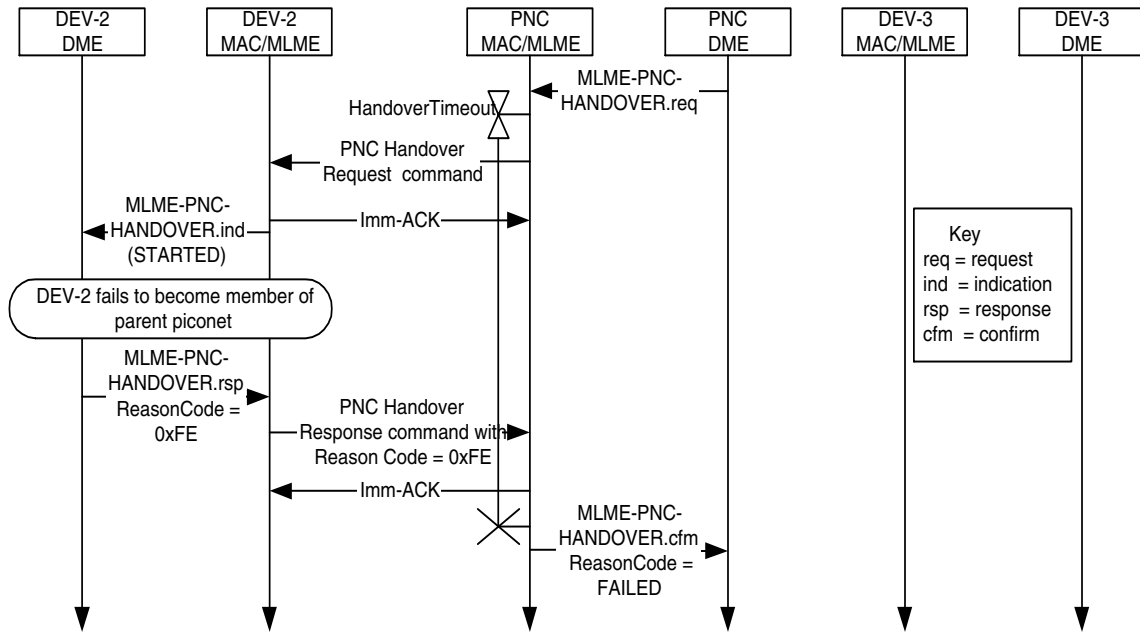 DEV-2
DME
DEV-2
MAC/MLME
PNC
MAC/MLME
PNC
DME
DEV-3
MAC/MLME
DEV-3
DME
MLME-PNC-
HANDOVER.req
HandoverTimeout
PNC Handover
Request command
MLME-PNC-
HANDOVER.ind
(STARTED)
Imm-ACK
Key
req = request
ind = indication
rsp = response
cfm = confirm
DEV-2 fails to become member of
parent piconet
MLME-PNC-
HANDOVER.rsp
ReasonCode =
0xFE
PNC Handover
Response command with
Reason Code = 0xFE
Imm-ACK
MLME-PNC-
HANDOVER.cfm
ReasonCode =
FAILED